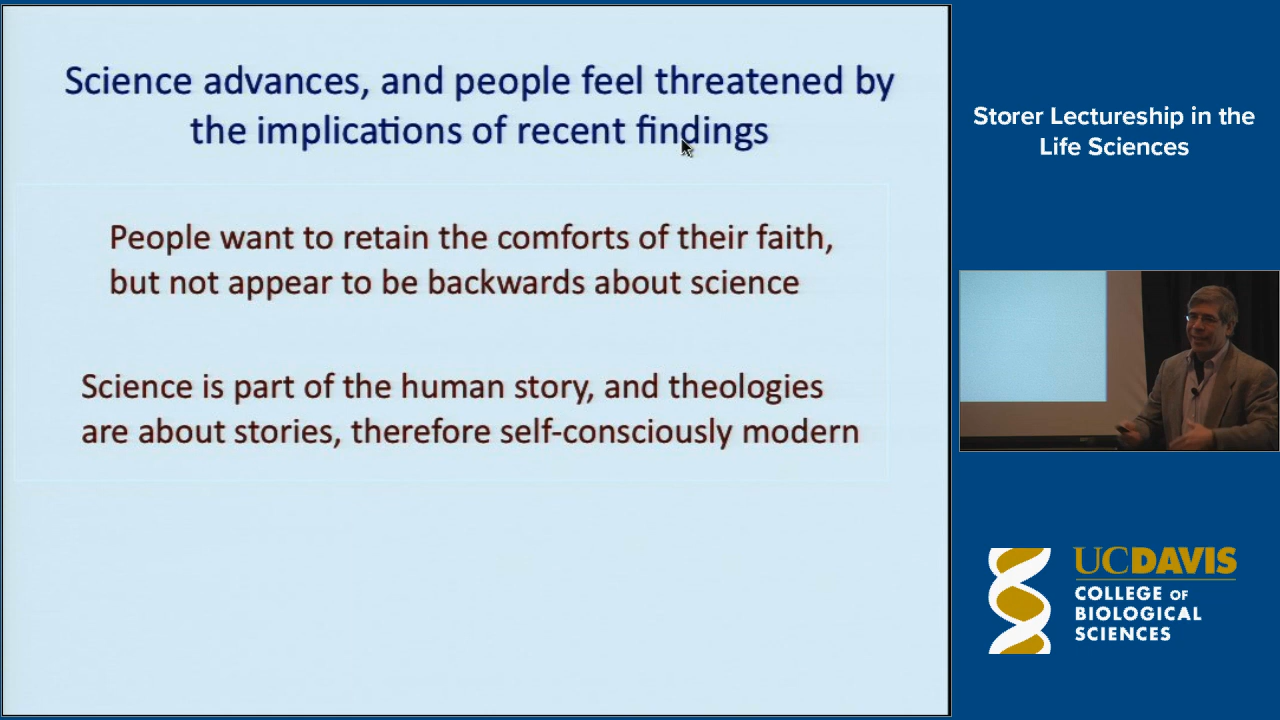 Science advances, and people feel threatened by
the implications of recent findings
People want to retain the comforts of their faith,
but not appear to be backwards about science
Science is part of the human story, and theologies
are about stories, therefore self-consciously modern
Storer Lectureship in the
Life Sciences
UCDAVIS
COLLEGE OF
BIOLOGICAL
SCIENCES